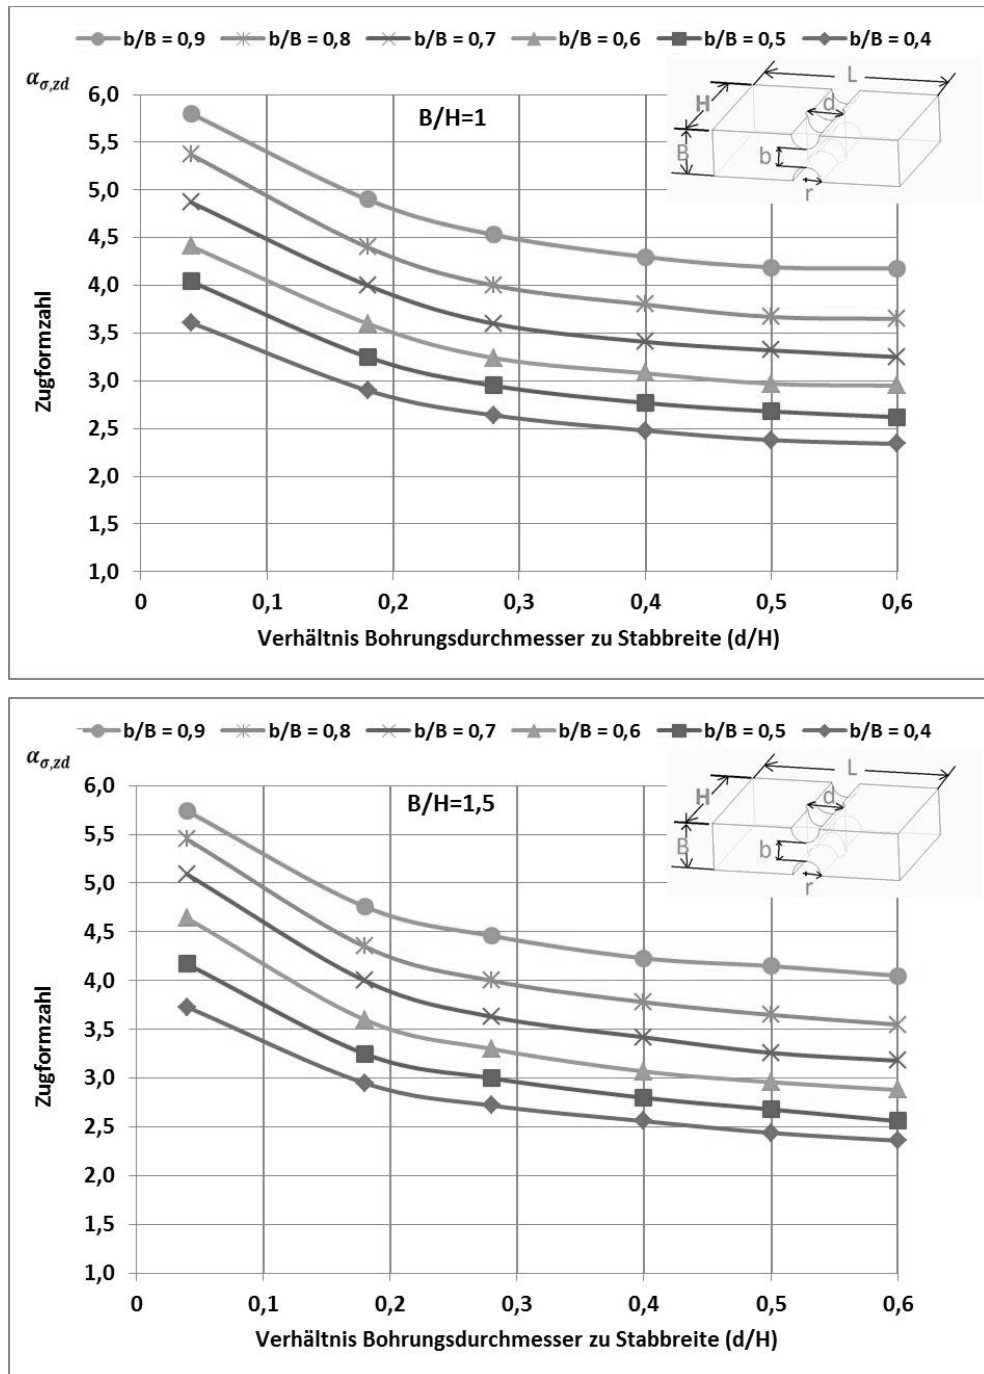 b/B = 0,9 b/B = 0,8 b/B = 0,7 b/B = 0,6 b/B = 0,5 b/B = 0,4
α_{σ,zd}
B/H=1
L
H
d
B
b
r
Zugformzahl
6,0
5,5
5,0
4,5
4,0
3,5
3,0
2,5
2,0
1,5
1,0
0 0,1 0,2 0,3 0,4 0,5 0,6
Verhältnis Bohrungsdurchmesser zu Stabbreite (d/H)
b/B = 0,9 b/B = 0,8 b/B = 0,7 b/B = 0,6 b/B = 0,5 b/B = 0,4
α_{σ,zd}
B/H=1,5
L
H
d
B
b
r
Zugformzahl
6,0
5,5
5,0
4,5
4,0
3,5
3,0
2,5
2,0
1,5
1,0
0 0,1 0,2 0,3 0,4 0,5 0,6
Verhältnis Bohrungsdurchmesser zu Stabbreite (d/H)